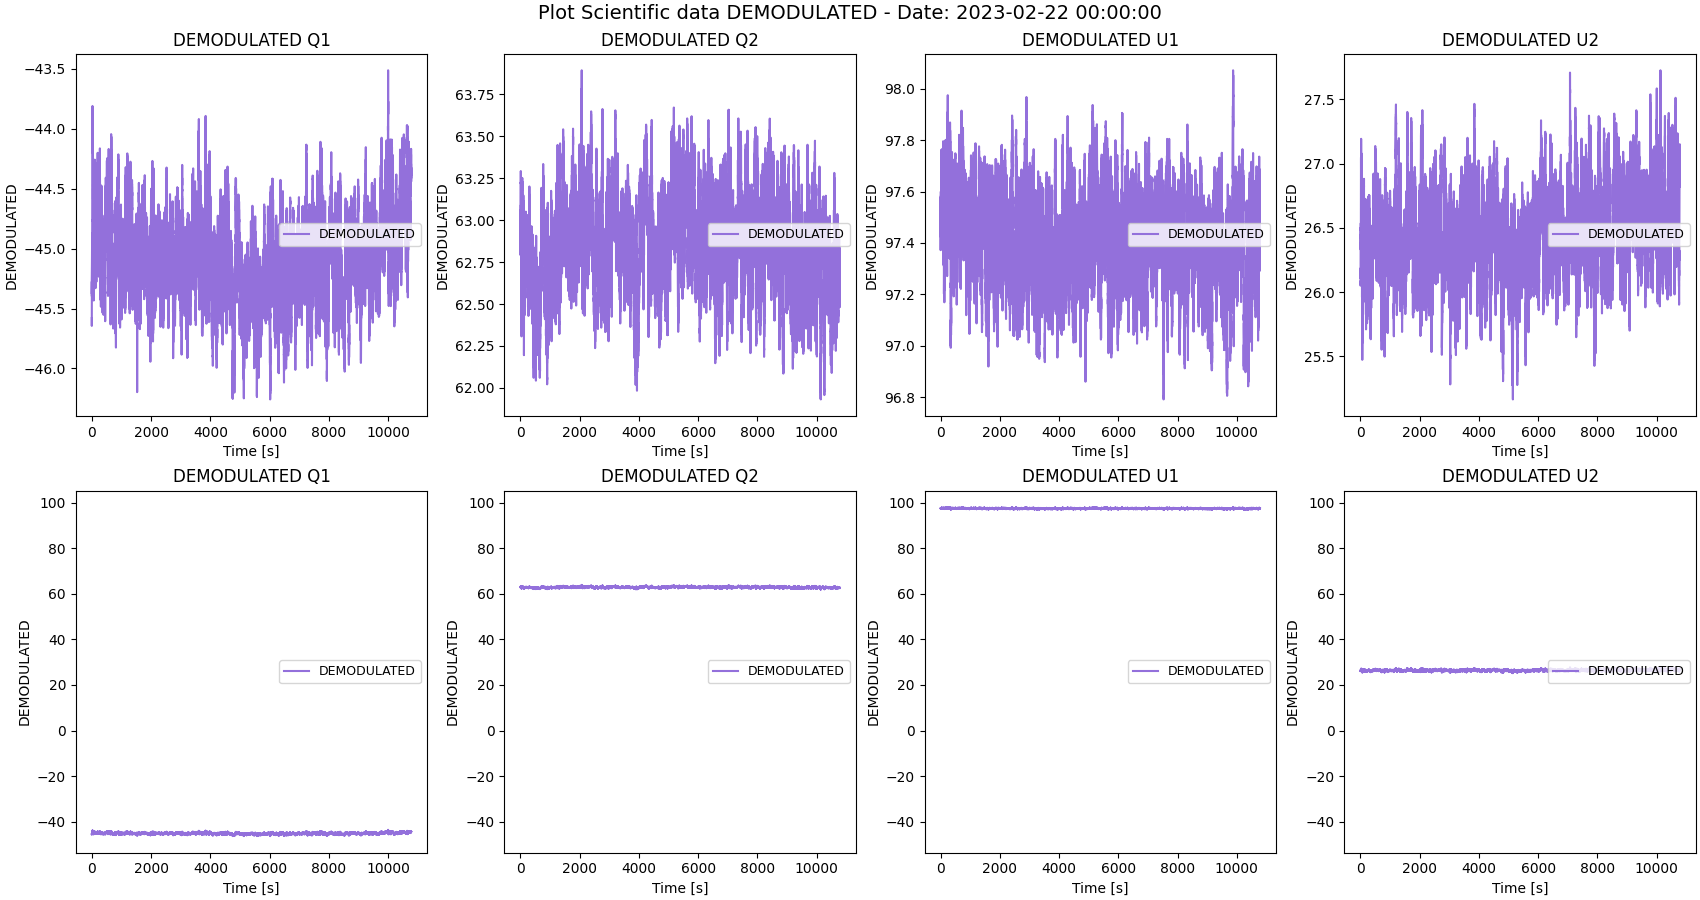 Plot Scientific data DEMODULATED - Date: 2023-02-22 00:00:00
DEMODULATED Q1
DEMODULATED
−43.5
−44.0
−44.5
−45.0
−45.5
−46.0
DEMODULATED
0 2000 4000 6000 8000 10000
Time [s]
DEMODULATED Q2
DEMODULATED
63.75
63.50
63.25
63.00
62.75
62.50
62.25
62.00
DEMODULATED
0 2000 4000 6000 8000 10000
Time [s]
DEMODULATED U1
DEMODULATED
98.0
97.8
97.6
97.4
97.2
97.0
96.8
DEMODULATED
0 2000 4000 6000 8000 10000
Time [s]
DEMODULATED U2
DEMODULATED
27.5
27.0
26.5
26.0
25.5
DEMODULATED
0 2000 4000 6000 8000 10000
Time [s]
DEMODULATED Q1
DEMODULATED
100
80
60
40
20
0
−20
−40
DEMODULATED
0 2000 4000 6000 8000 10000
Time [s]
DEMODULATED Q2
DEMODULATED
100
80
60
40
20
0
−20
−40
DEMODULATED
0 2000 4000 6000 8000 10000
Time [s]
DEMODULATED U1
DEMODULATED
100
80
60
40
20
0
−20
−40
DEMODULATED
0 2000 4000 6000 8000 10000
Time [s]
DEMODULATED U2
DEMODULATED
100
80
60
40
20
0
−20
−40
DEMODULATED
0 2000 4000 6000 8000 10000
Time [s]